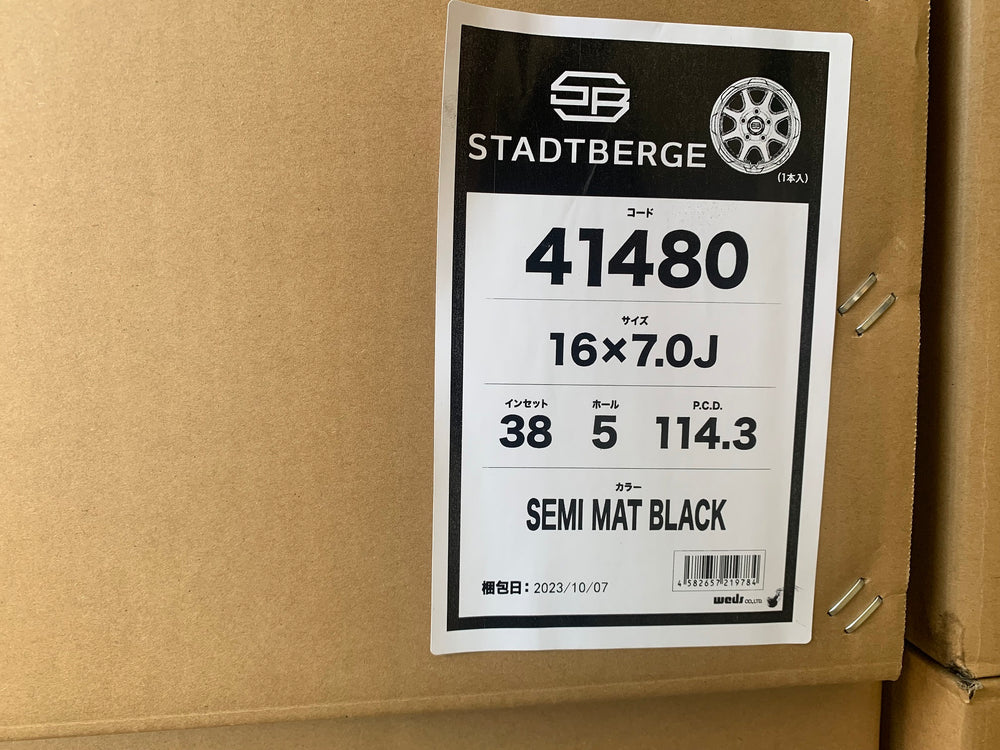 SB
STADTBERGE
(1本入)
コード
41480
サイズ
16×7.0J
インセット ホール P.C.D.
38 5 114.3
カラー
SEMI MAT BLACK
4 582657 219784
梱包日：2023/10/07
weds CO.,LTD.